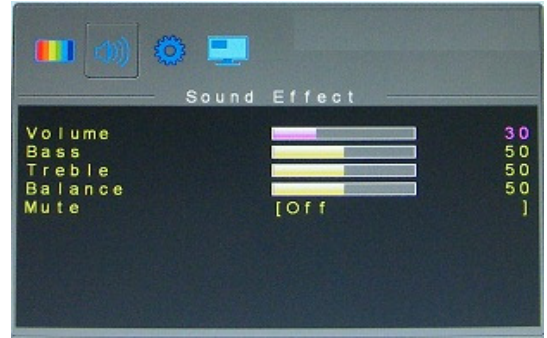 Sound Effect
Volume 30
Bass 50
Treble 50
Balance 50
Mute [Off ]